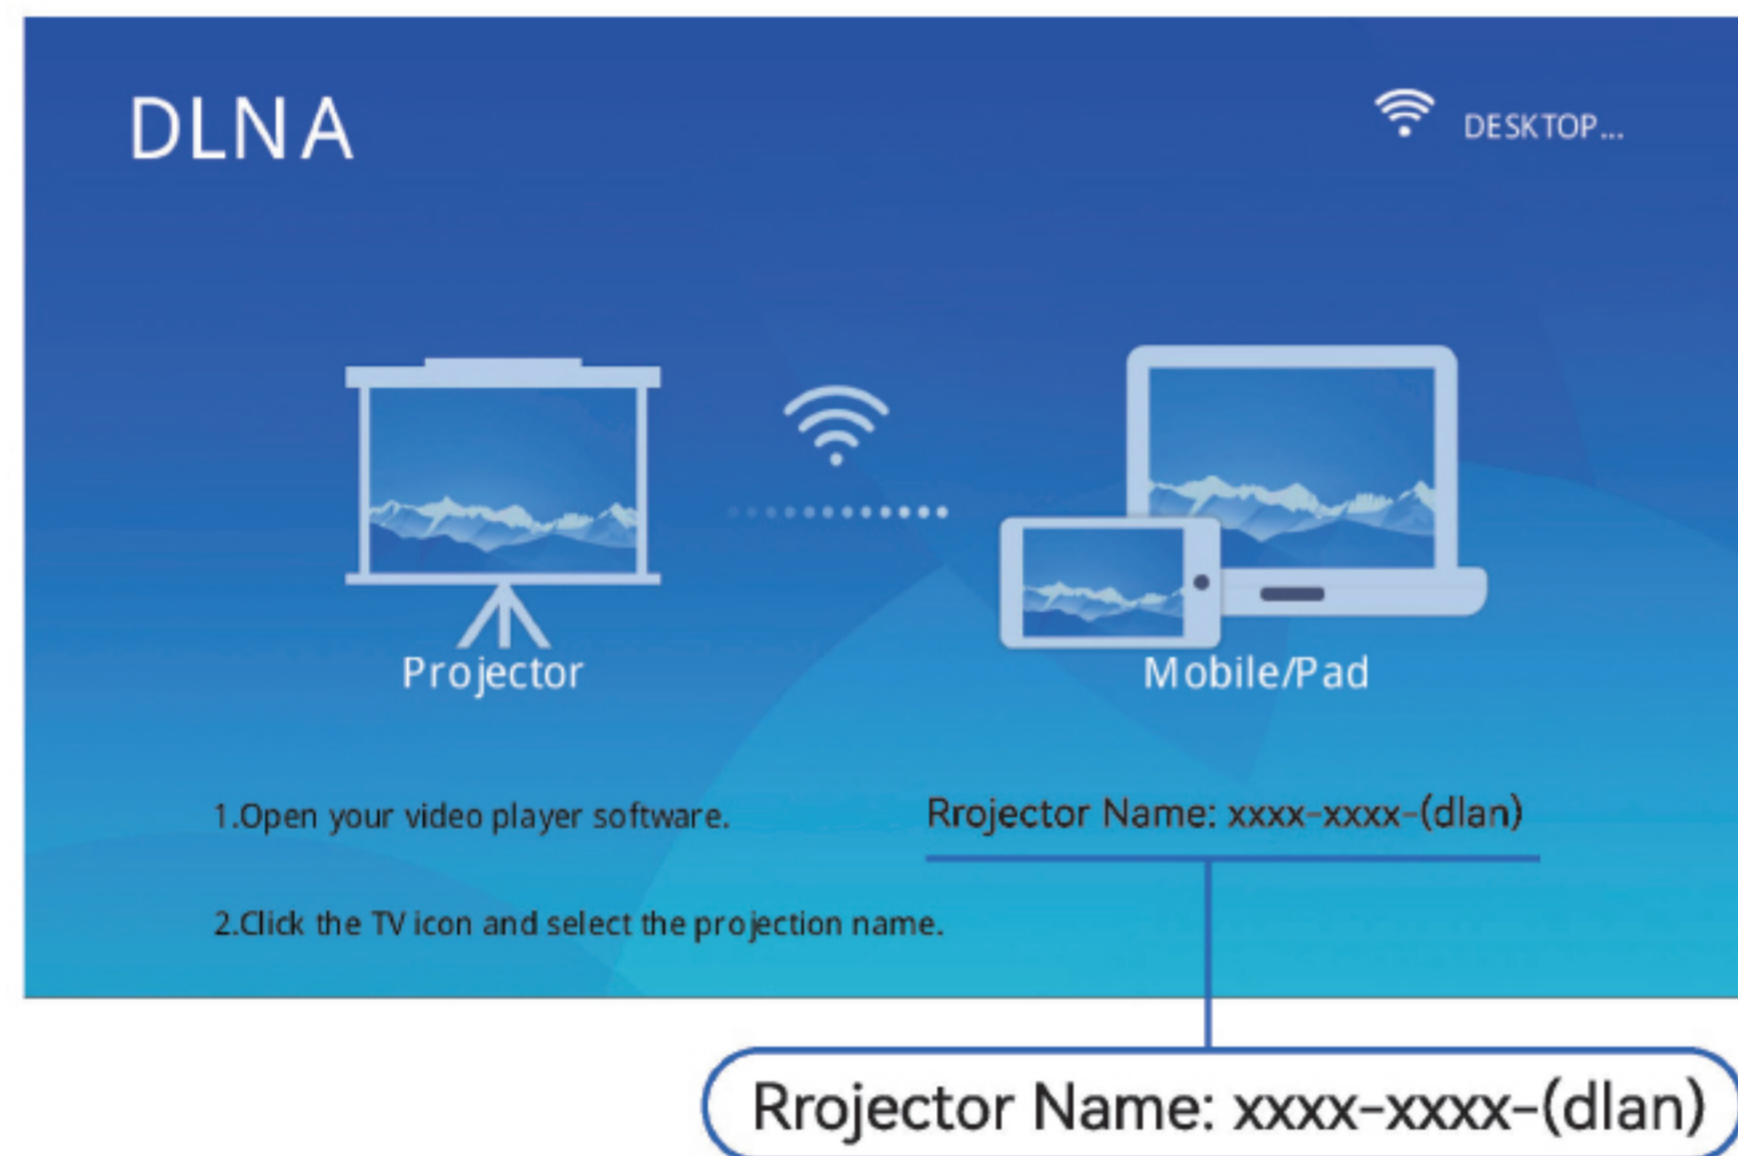 DLNA
DESKTOP...
Projector
Mobile/Pad
1.Open your video player software.
Rrojector Name: xxxx-xxxx-(dlan)
2.Click the TV icon and select the projection name.
Rrojector Name: xxxx-xxxx-(dlan)